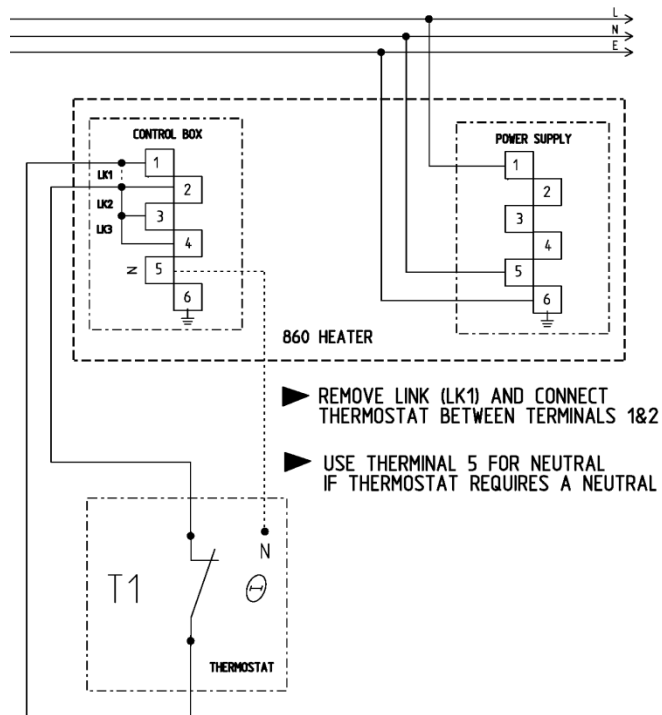 L
N
E
CONTROL BOX
POWER SUPPLY
1
LK1
2
LK2
3
LK3
4
N
5
6
1
2
3
4
5
6
860 HEATER
REMOVE LINK (LK1) AND CONNECT
THERMOSTAT BETWEEN TERMINALS 1&2
USE THERMINAL 5 FOR NEUTRAL
IF THERMOSTAT REQUIRES A NEUTRAL
N
T1
THERMOSTAT